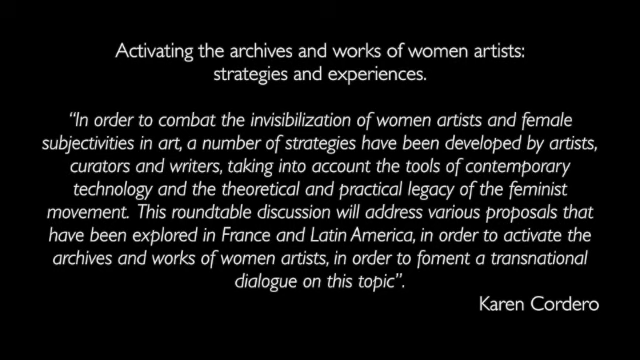 Activating the archives and works of women artists:
strategies and experiences.
“In order to combat the invisibilization of women artists and female
subjectivities in art, a number of strategies have been developed by artists,
curators and writers, taking into account the tools of contemporary
technology and the theoretical and practical legacy of the feminist
movement. This roundtable discussion will address various proposals that
have been explored in France and Latin America, in order to activate the
archives and works of women artists, in order to foment a transnational
dialogue on this topic”.
Karen Cordero